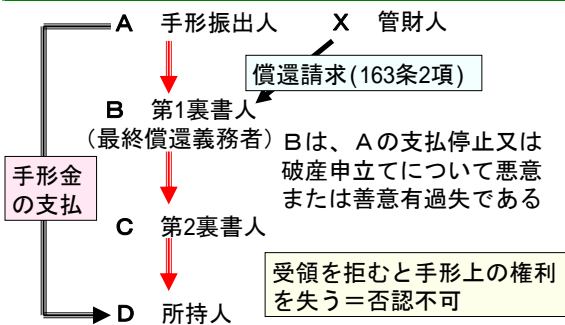 A 手形振出人 X 管財人
償還請求(163条2項)
B 第1裏書人
(最終償還義務者)
Bは、Aの支払停止又は
破産申立てについて悪意
または善意有過失である
手形金
の支払
C 第2裏書人
受領を拒むと手形上の権利
を失う=否認不可
D 所持人